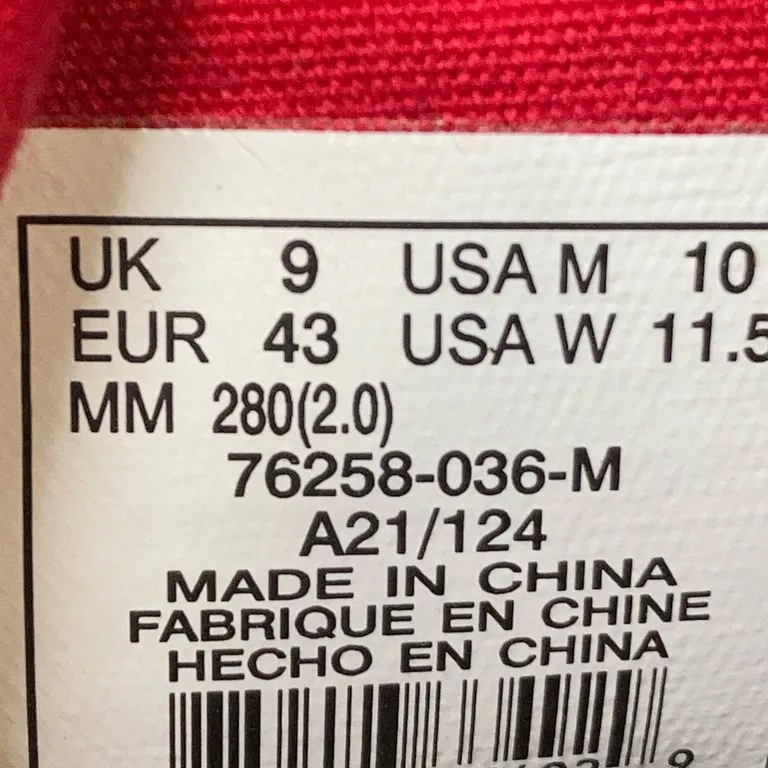 UK 9 USA M 10
EUR 43 USA W 11.5
MM 280(2.0)
76258-036-M
A21/124
MADE IN CHINA
FABRIQUE EN CHINE
HECHO EN CHINA